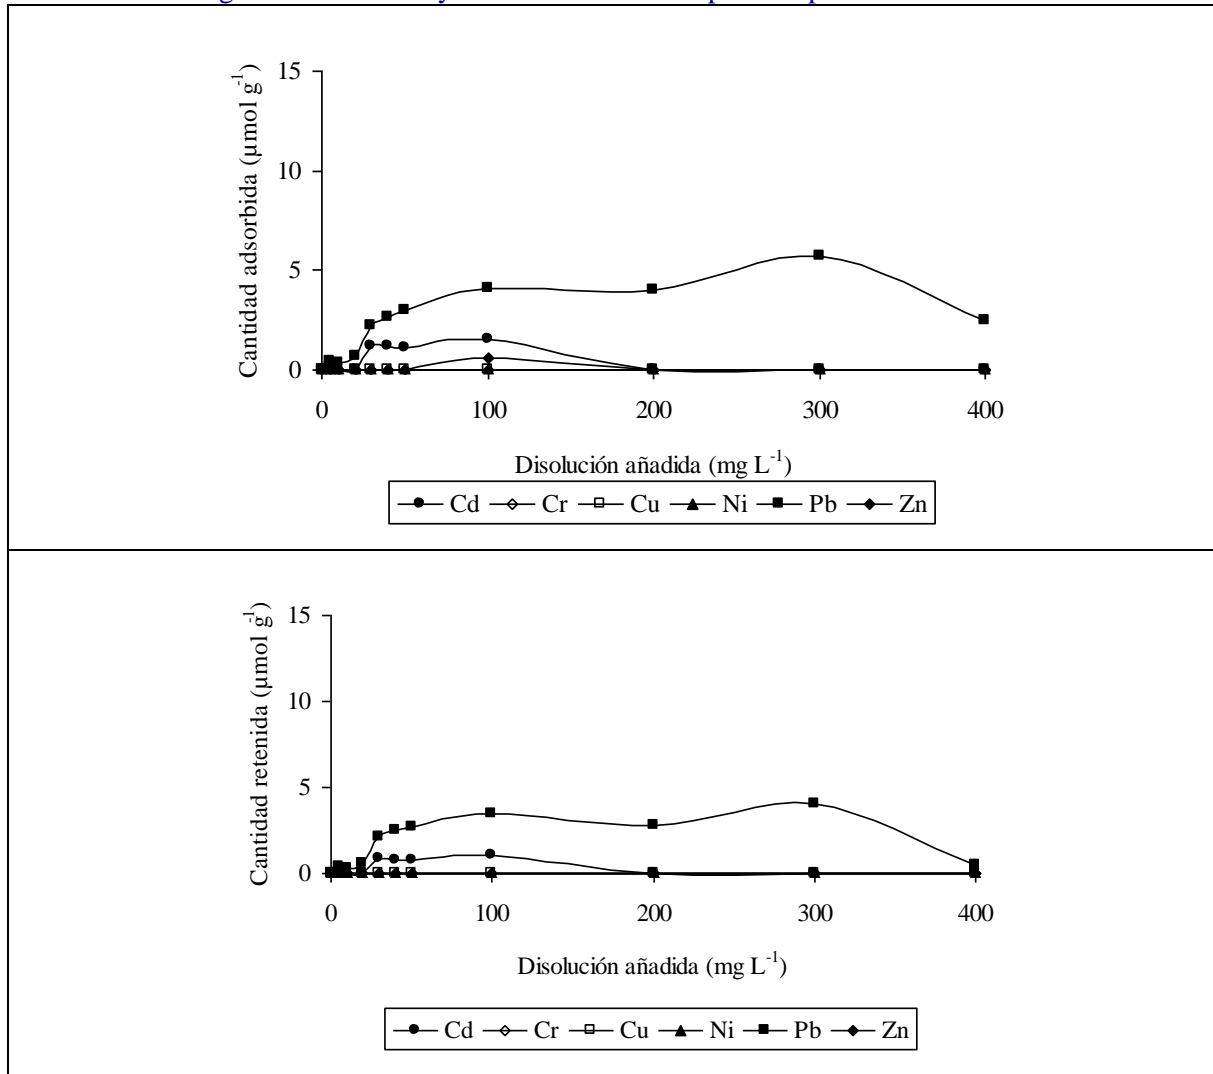 15
10
5
0
Cantidad adsorbida (µmol g⁻¹)
0 100 200 300 400
Disolución añadida (mg L⁻¹)
Cd Cr Cu Ni Pb Zn
15
10
5
0
Cantidad retenida (µmol g⁻¹)
0 100 200 300 400
Disolución añadida (mg L⁻¹)
Cd Cr Cu Ni Pb Zn